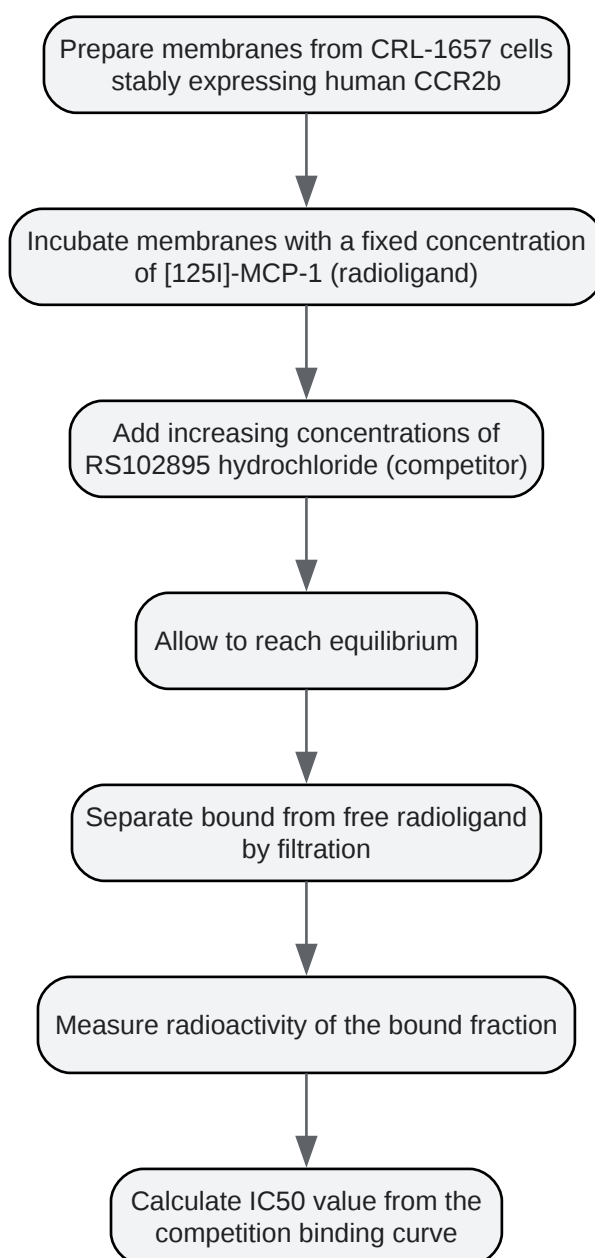 Prepare membranes from CRL-1657 cells
stably expressing human CCR2b
Incubate membranes with a fixed concentration
of [125I]-MCP-1 (radioligand)
Add increasing concentrations of
RS102895 hydrochloride (competitor)
Allow to reach equilibrium
Separate bound from free radioligand
by filtration
Measure radioactivity of the bound fraction
Calculate IC50 value from the
competition binding curve